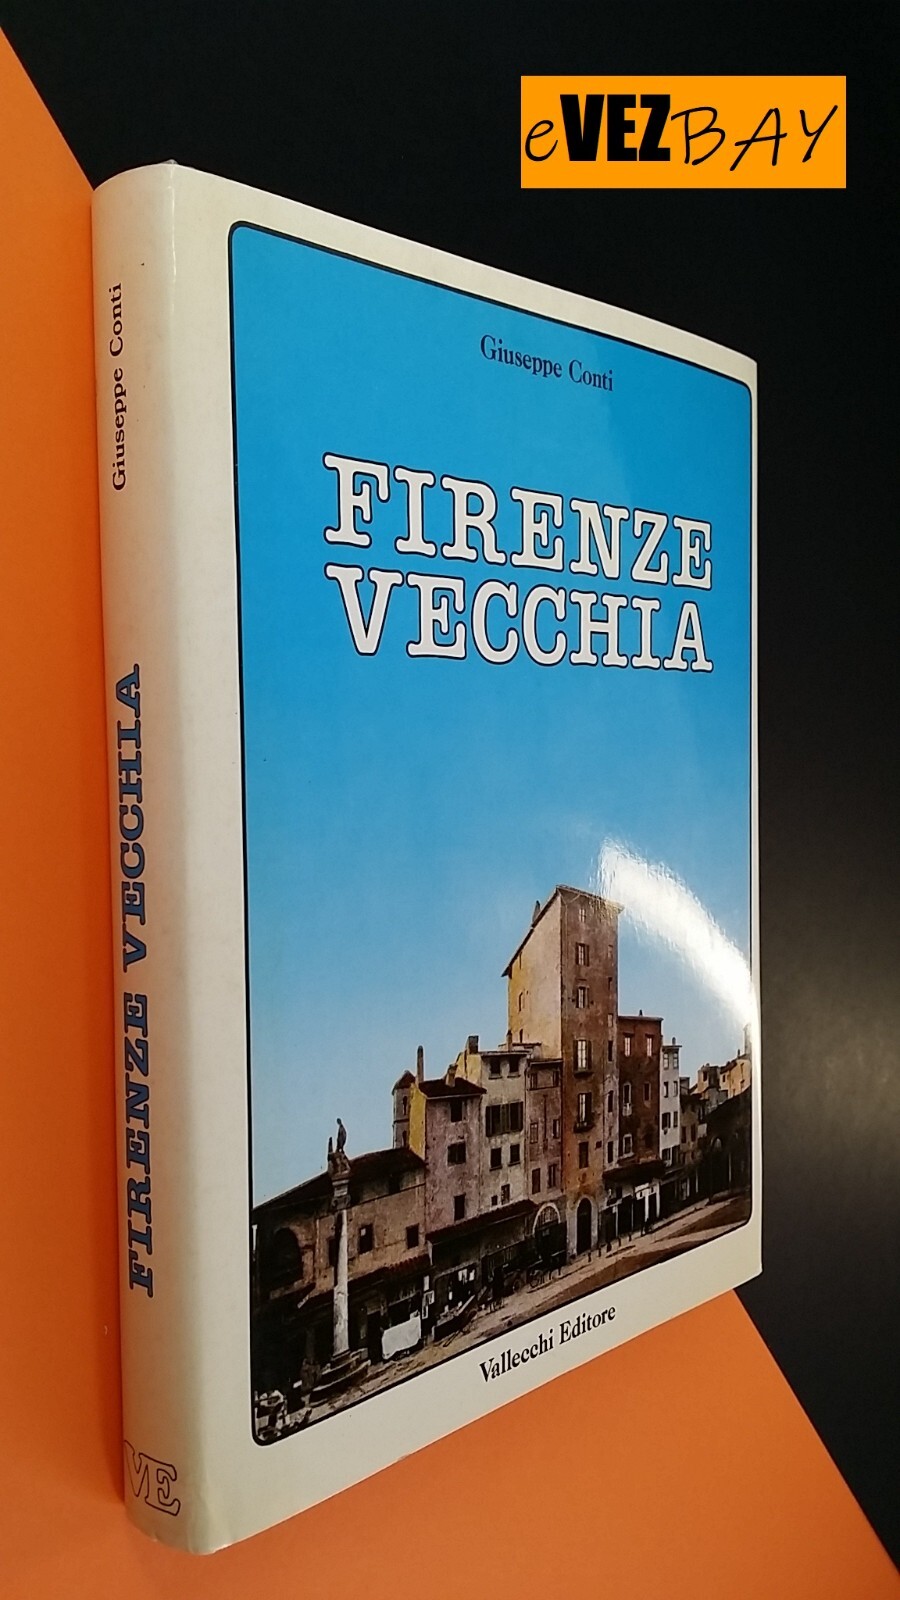 eVEZBAY
Giuseppe Conti
FIRENZE
VECCHIA
Vallecchi Editore
Giuseppe Conti
FIRENZE VECCHIA
VE